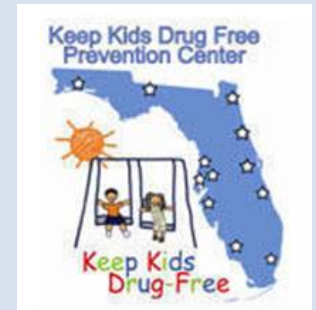 Keep Kids Drug Free
Prevention Center
Keep Kids
Drug-Free